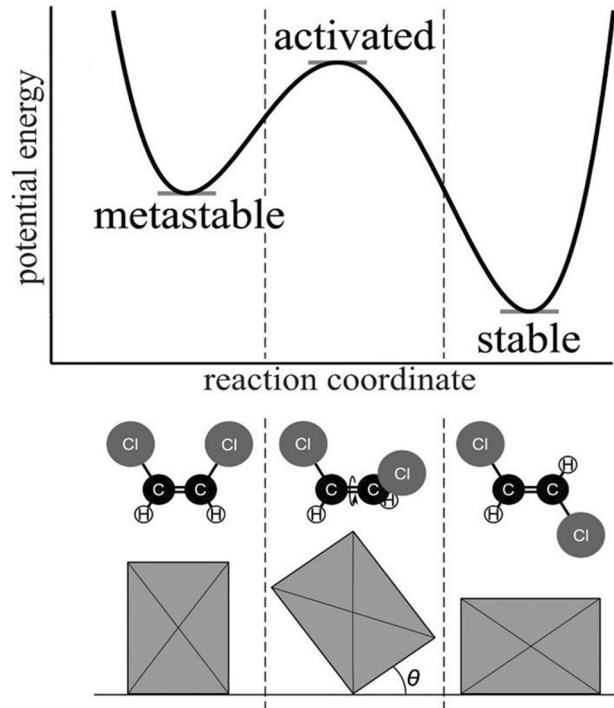 activated
potential energy
metastable
stable
reaction coordinate
Cl Cl Cl Cl Cl
C C C C C C
H H H H H H
Cl
θ